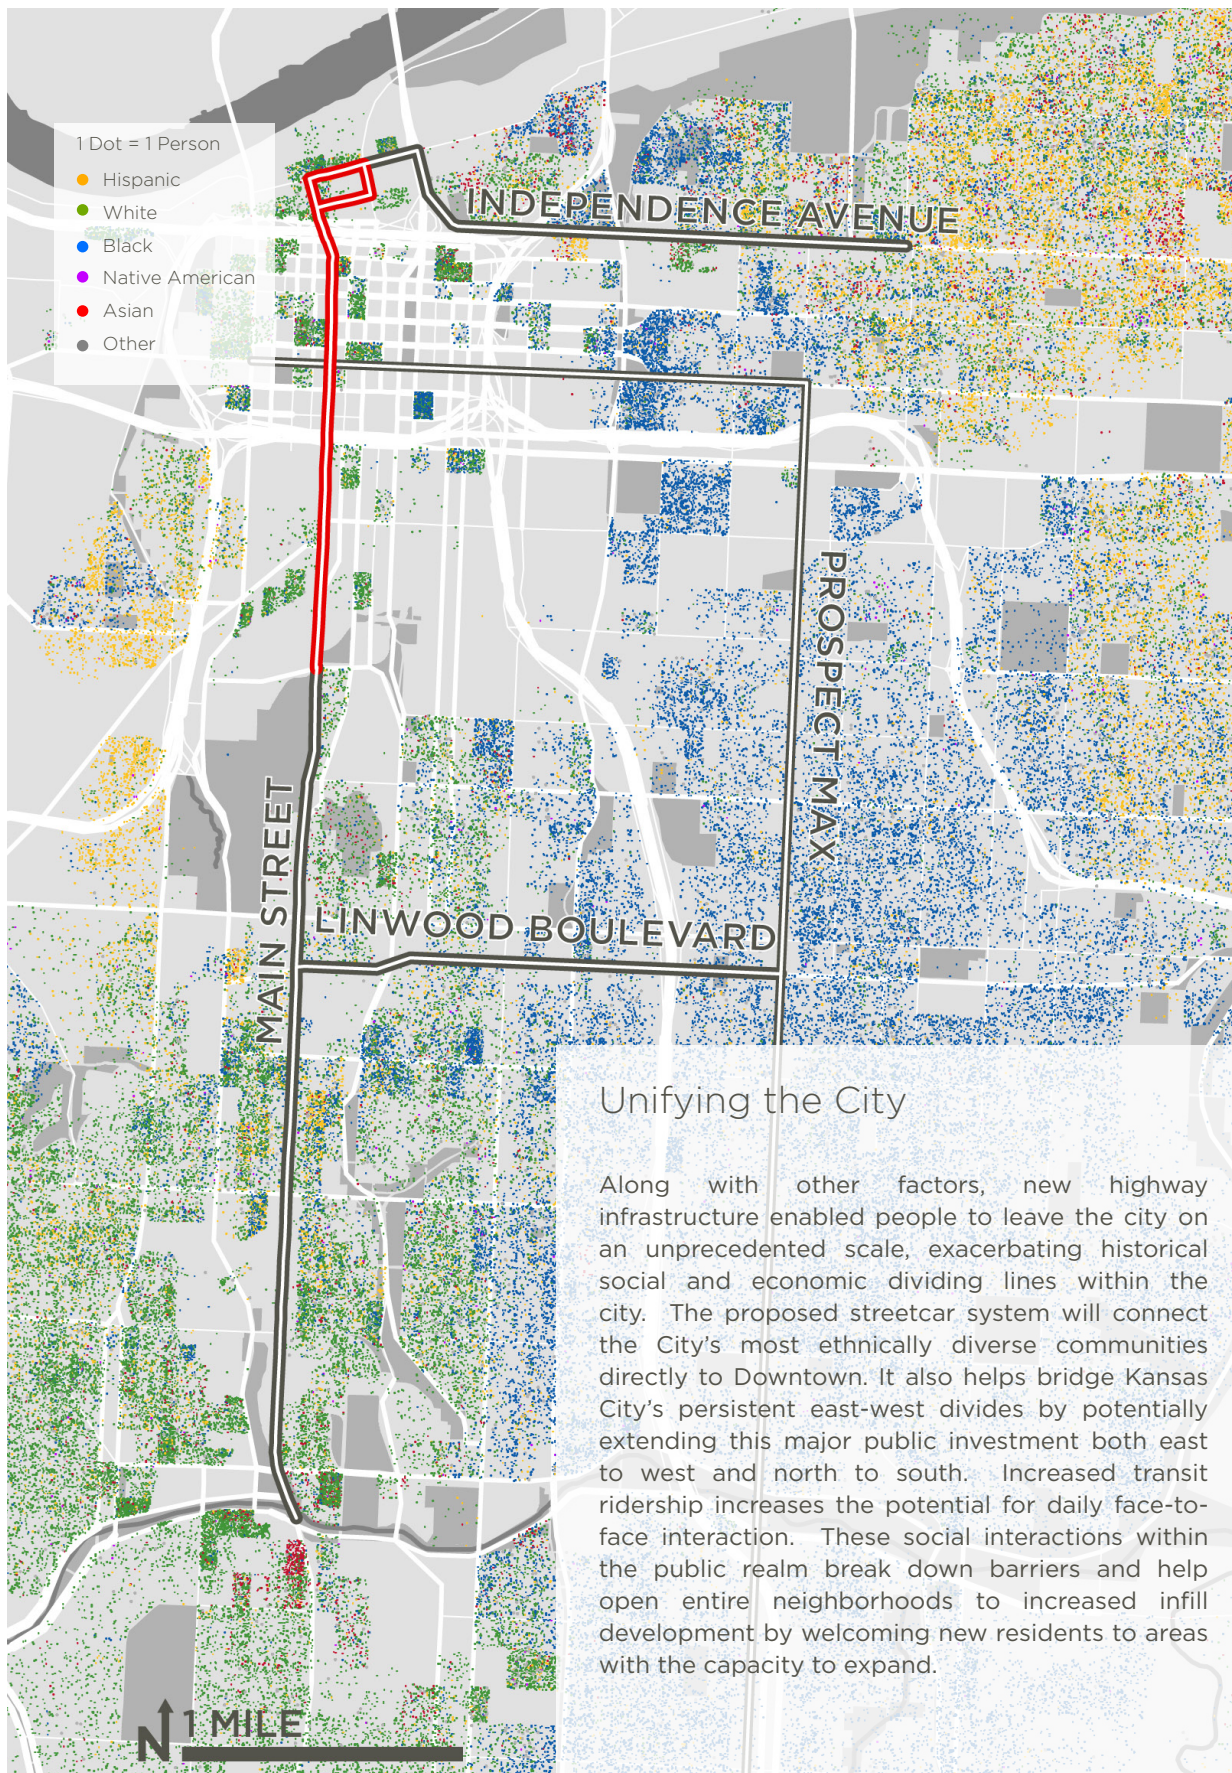 1 Dot = 1 Person
Hispanic
White
Black
Native American
Asian
Other
INDEPENDENCE AVENUE
PROSPECT MAX
MAIN STREET
LINWOOD BOULEVARD
Unifying the City
Along with other factors, new highway
infrastructure enabled people to leave the city on
an unprecedented scale, exacerbating historical
social and economic dividing lines within the
city. The proposed streetcar system will connect
the City’s most ethnically diverse communities
directly to Downtown. It also helps bridge Kansas
City’s persistent east-west divides by potentially
extending this major public investment both east
to west and north to south. Increased transit
ridership increases the potential for daily face-to-
face interaction. These social interactions within
the public realm break down barriers and help
open entire neighborhoods to increased infill
development by welcoming new residents to areas
with the capacity to expand.
N 1 MILE